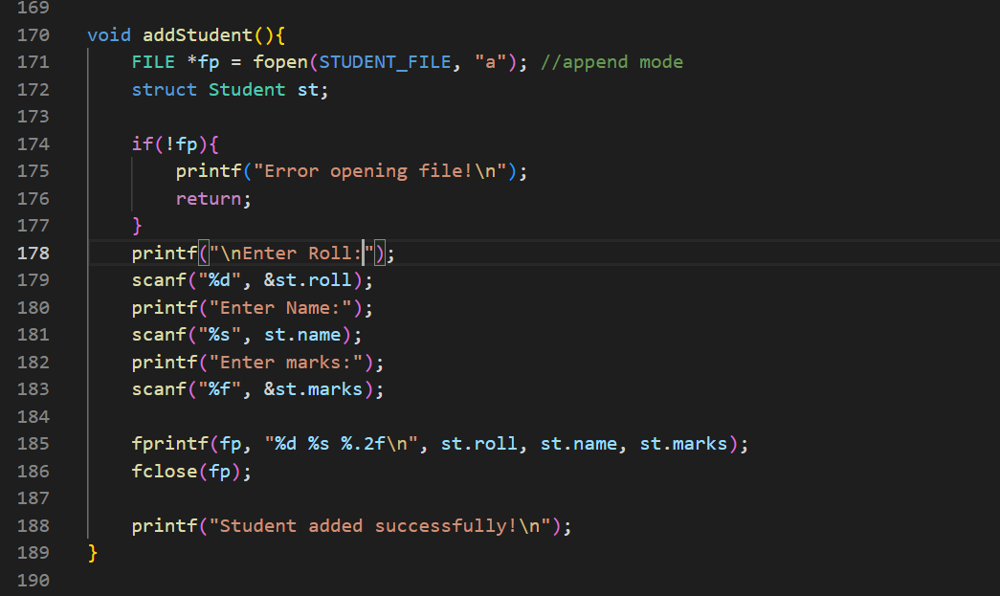 169
170 void addStudent(){
171     FILE *fp = fopen(STUDENT_FILE, "a"); //append mode
172     struct Student st;
173
174     if(!fp){
175         printf("Error opening file!\n");
176         return;
177     }
178     printf("\nEnter Roll:");
179     scanf("%d", &st.roll);
180     printf("Enter Name:");
181     scanf("%s", st.name);
182     printf("Enter marks:");
183     scanf("%f", &st.marks);
184
185     fprintf(fp, "%d %s %.2f\n", st.roll, st.name, st.marks);
186     fclose(fp);
187
188     printf("Student added successfully!\n");
189 }
190